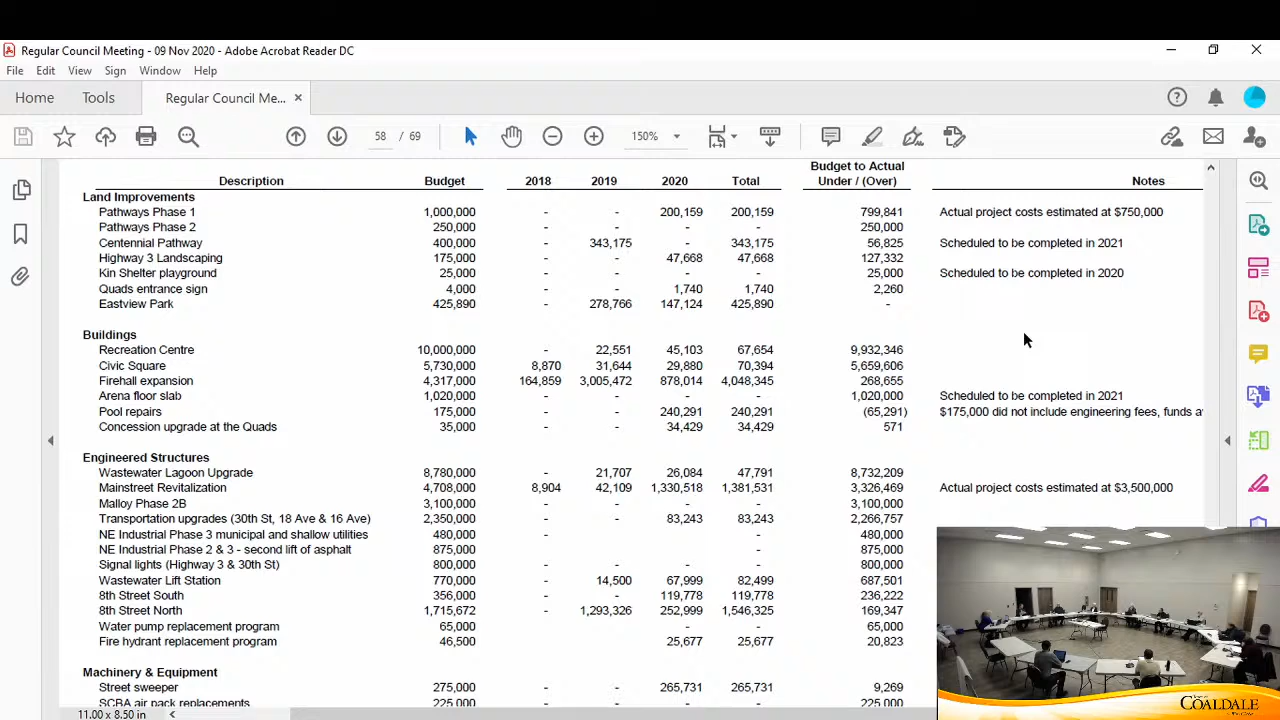 Regular Council Meeting - 09 Nov 2020 - Adobe Acrobat Reader DC
File Edit View Sign Window Help
Home Tools Regular Council Me... ×
58 / 69 150%
Budget to Actual
Description Budget 2018 2019 2020 Total Under / (Over) Notes
Land Improvements
Pathways Phase 1 1,000,000 - - 200,159 200,159 799,841 Actual project costs estimated at $750,000
Pathways Phase 2 250,000 - - - - 250,000
Centennial Pathway 400,000 - 343,175 - 343,175 56,825 Scheduled to be completed in 2021
Highway 3 Landscaping 175,000 - - 47,668 47,668 127,332
Kin Shelter playground 25,000 - - - - 25,000 Scheduled to be completed in 2020
Quads entrance sign 4,000 - - 1,740 1,740 2,260
Eastview Park 425,890 - 278,766 147,124 425,890 -
Buildings
Recreation Centre 10,000,000 - 22,551 45,103 67,654 9,932,346
Civic Square 5,730,000 8,870 31,644 29,880 70,394 5,659,606
Firehall expansion 4,317,000 164,859 3,005,472 878,014 4,048,345 268,655
Arena floor slab 1,020,000 - - - - 1,020,000 Scheduled to be completed in 2021
Pool repairs 175,000 - - 240,291 240,291 (65,291) $175,000 did not include engineering fees, funds a
Concession upgrade at the Quads 35,000 - - 34,429 34,429 571
Engineered Structures
Wastewater Lagoon Upgrade 8,780,000 - 21,707 26,084 47,791 8,732,209
Mainstreet Revitalization 4,708,000 8,904 42,109 1,330,518 1,381,531 3,326,469 Actual project costs estimated at $3,500,000
Malloy Phase 2B 3,100,000 - - - - 3,100,000
Transportation upgrades (30th St, 18 Ave & 16 Ave) 2,350,000 - - 83,243 83,243 2,266,757
NE Industrial Phase 3 municipal and shallow utilities 480,000 - - - 480,000
NE Industrial Phase 2 & 3 - second lift of asphalt 875,000 - - - 875,000
Signal lights (Highway 3 & 30th St) 800,000 - - - 800,000
Wastewater Lift Station 770,000 14,500 67,999 82,499 687,501
8th Street South 356,000 - - 119,778 119,778 236,222
8th Street North 1,715,672 - 1,293,326 252,999 1,546,325 169,347
Water pump replacement program 65,000 - - - 65,000
Fire hydrant replacement program 46,500 - 25,677 25,677 20,823
Machinery & Equipment
Street sweeper 275,000 - - 265,731 265,731 9,269
SCBA air pack replacements 225,000 225,000
11.00 x 8.50 in
COALDALE